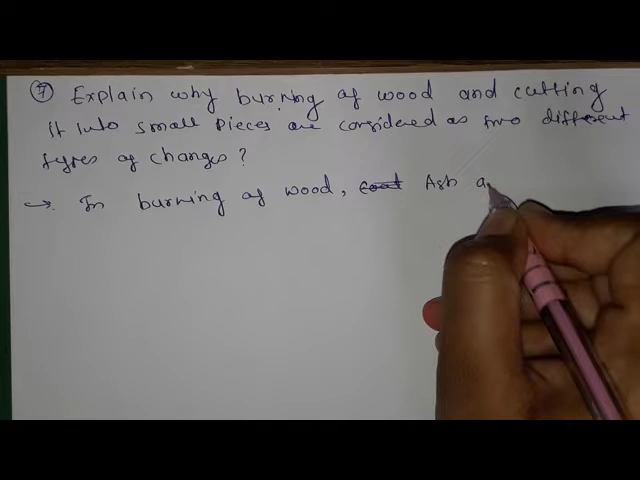 ⑦ Explain why burning of wood and cutting
it into small pieces are considered as two different
types of changes?
→ In burning of wood, Ash a